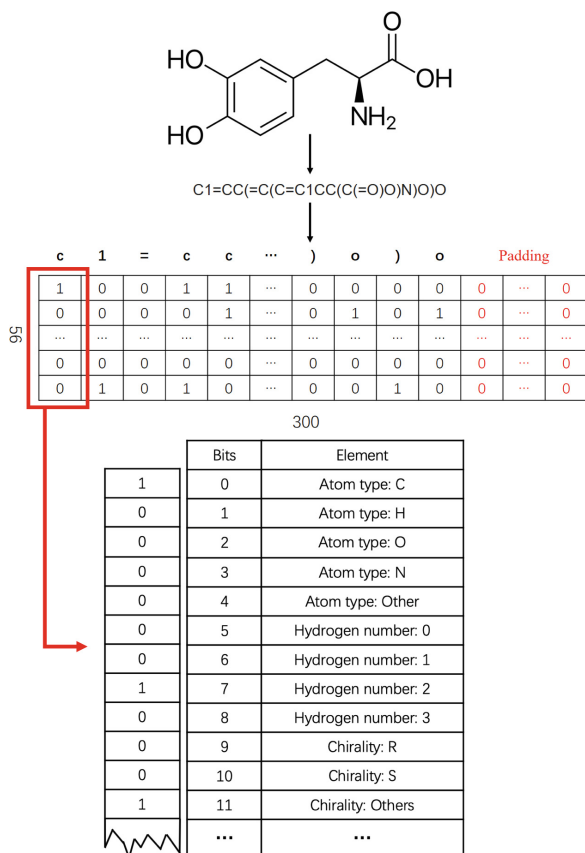 O
HO
OH
NH2
HO
C1=CC(=C(C=C1CC(C(=O)O)N)O)O
c 1 = c c ... ) o ) o Padding
1 0 0 1 1 ... 0 0 0 0 0 ... 0
0 0 0 0 1 ... 0 1 0 1 0 ... 0
... ... ... ... ... ... ... ... ... ... ... ... ...
0 0 0 0 0 ... 0 0 0 0 0 ... 0
0 1 0 1 0 ... 0 0 1 0 0 ... 0
56
300
Bits Element
1 0 Atom type: C
0 1 Atom type: H
0 2 Atom type: O
0 3 Atom type: N
0 4 Atom type: Other
0 5 Hydrogen number: 0
0 6 Hydrogen number: 1
1 7 Hydrogen number: 2
0 8 Hydrogen number: 3
0 9 Chirality: R
0 10 Chirality: S
1 11 Chirality: Others
... ...